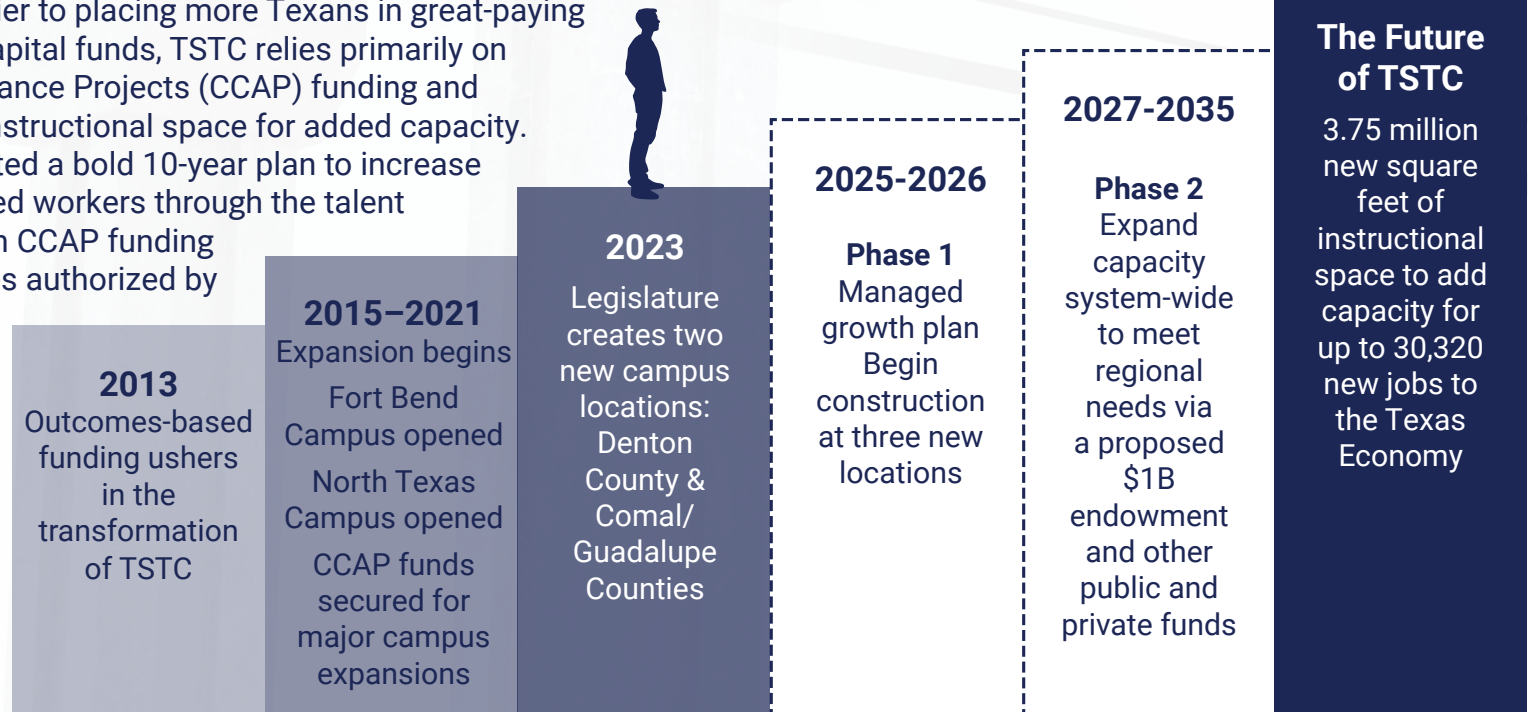 ier to placing more Texans in great-paying
apital funds, TSTC relies primarily on
ance Projects (CCAP) funding and
nstructional space for added capacity.
ted a bold 10-year plan to increase
ed workers through the talent
n CCAP funding
s authorized by
2013
Outcomes-based
funding ushers
in the
transformation
of TSTC
2015–2021
Expansion begins
Fort Bend
Campus opened
North Texas
Campus opened
CCAP funds
secured for
major campus
expansions
2023
Legislature
creates two
new campus
locations:
Denton
County &
Comal/
Guadalupe
Counties
2025-2026
Phase 1
Managed
growth plan
Begin
construction
at three new
locations
2027-2035
Phase 2
Expand
capacity
system-wide
to meet
regional
needs via
a proposed
$1B
endowment
and other
public and
private funds
The Future
of TSTC
3.75 million
new square
feet of
instructional
space to add
capacity for
up to 30,320
new jobs to
the Texas
Economy